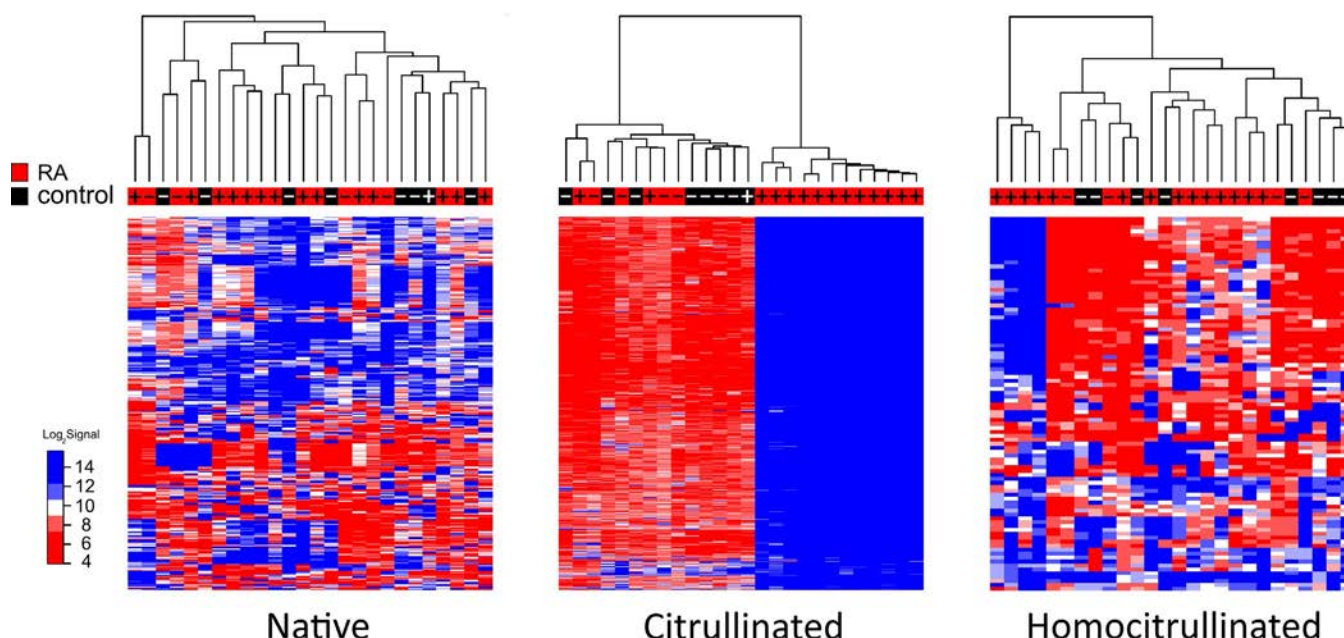 RA
control
Log₂Signal
14
12
10
8
6
4
Native
Citrullinated
Homocitrullinated